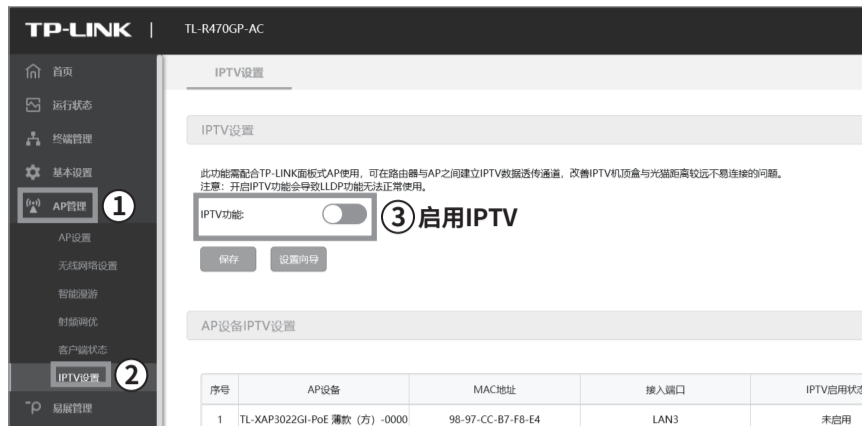 TP-LINK | TL-R470GP-AC
首页
运行状态
终端管理
基本设置
AP管理 ①
AP设置
无线网络设置
智能漫游
射频调优
客户端状态
IPTV设置 ②
易展管理
IPTV设置
IPTV设置
此功能需配合TP-LINK面板式AP使用，可在路由器与AP之间建立IPTV数据透传通道，改善IPTV机顶盒与光猫距离较远不易连接的问题。
注意：开启IPTV功能会导致LLDP功能无法正常使用。
IPTV功能: ③启用IPTV
保存 设置向导
AP设备IPTV设置
序号 AP设备 MAC地址 接入端口 IPTV启用状态
1 TL-XAP3022GI-PoE 薄款（方）-0000 98-97-CC-B7-F8-E4 LAN3 未启用